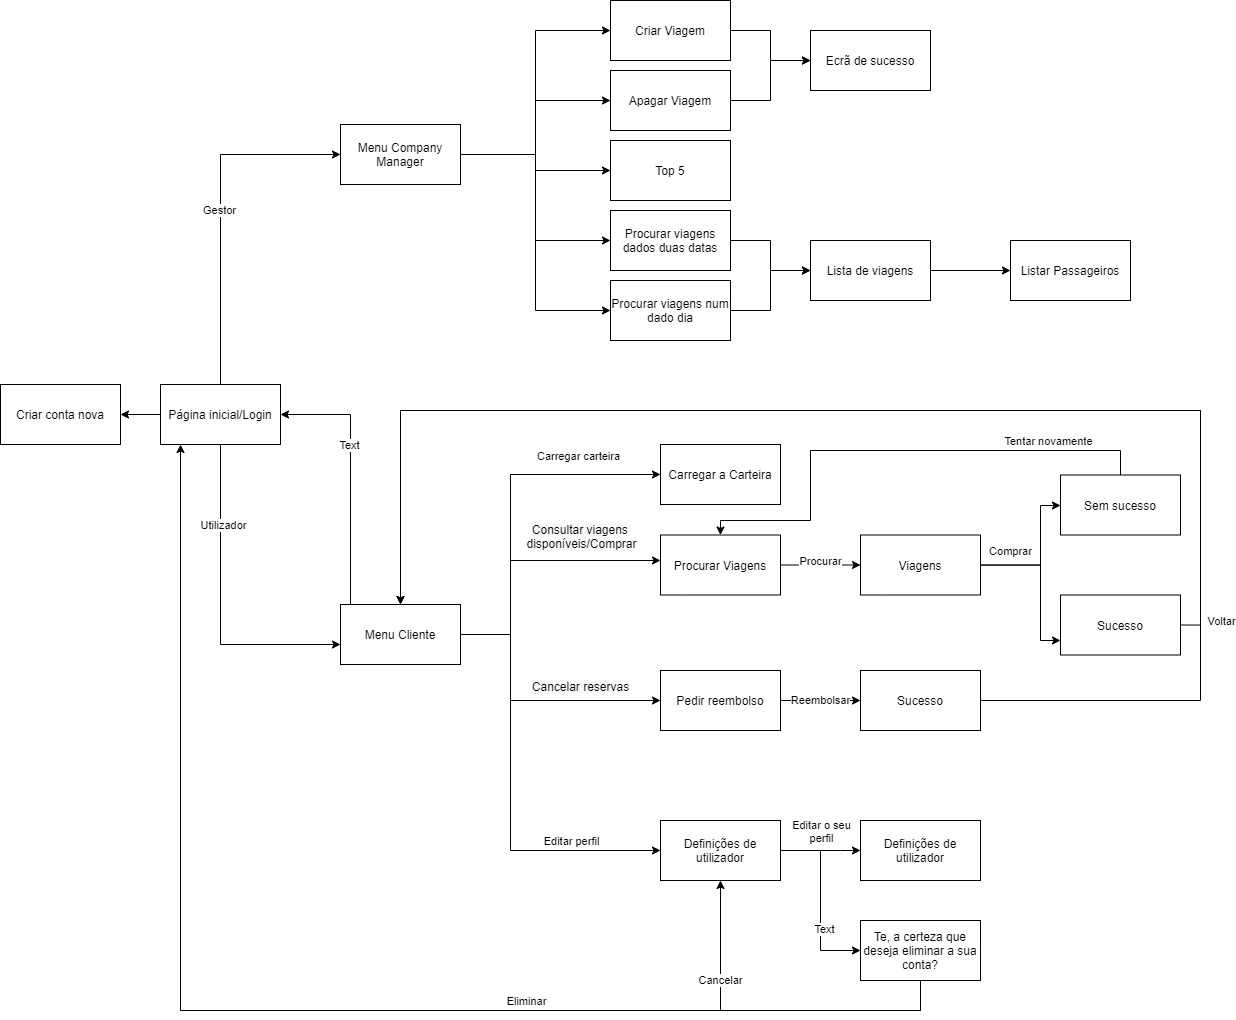 Criar Viagem
Ecrã de sucesso
Apagar Viagem
Menu Company
Manager
Top 5
Gestor
Procurar viagens
dados duas datas
Lista de viagens
Listar Passageiros
Procurar viagens num
dado dia
Criar conta nova
Página inicial/Login
Text
Utilizador
Carregar carteira
Carregar a Carteira
Tentar novamente
Sem sucesso
Consultar viagens
disponíveis/Comprar
Procurar Viagens
Procurar
Viagens
Comprar
Sucesso
Voltar
Menu Cliente
Cancelar reservas
Pedir reembolso
Reembolsar
Sucesso
Editar perfil
Definições de
utilizador
Editar o seu
perfil
Definições de
utilizador
Text
Te, a certeza que
deseja eliminar a sua
conta?
Cancelar
Eliminar